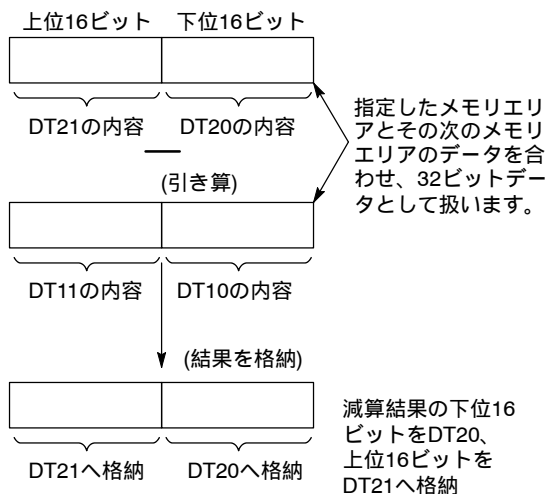 上位16ビット 下位16ビット
DT21の内容 DT20の内容
(引き算)
指定したメモリエリ
アとその次のメモリ
エリアのデータを合
わせ、32ビットデー
タとして扱います。
DT11の内容 DT10の内容
(結果を格納)
DT21へ格納 DT20へ格納
減算結果の下位16
ビットをDT20、
上位16ビットを
DT21へ格納